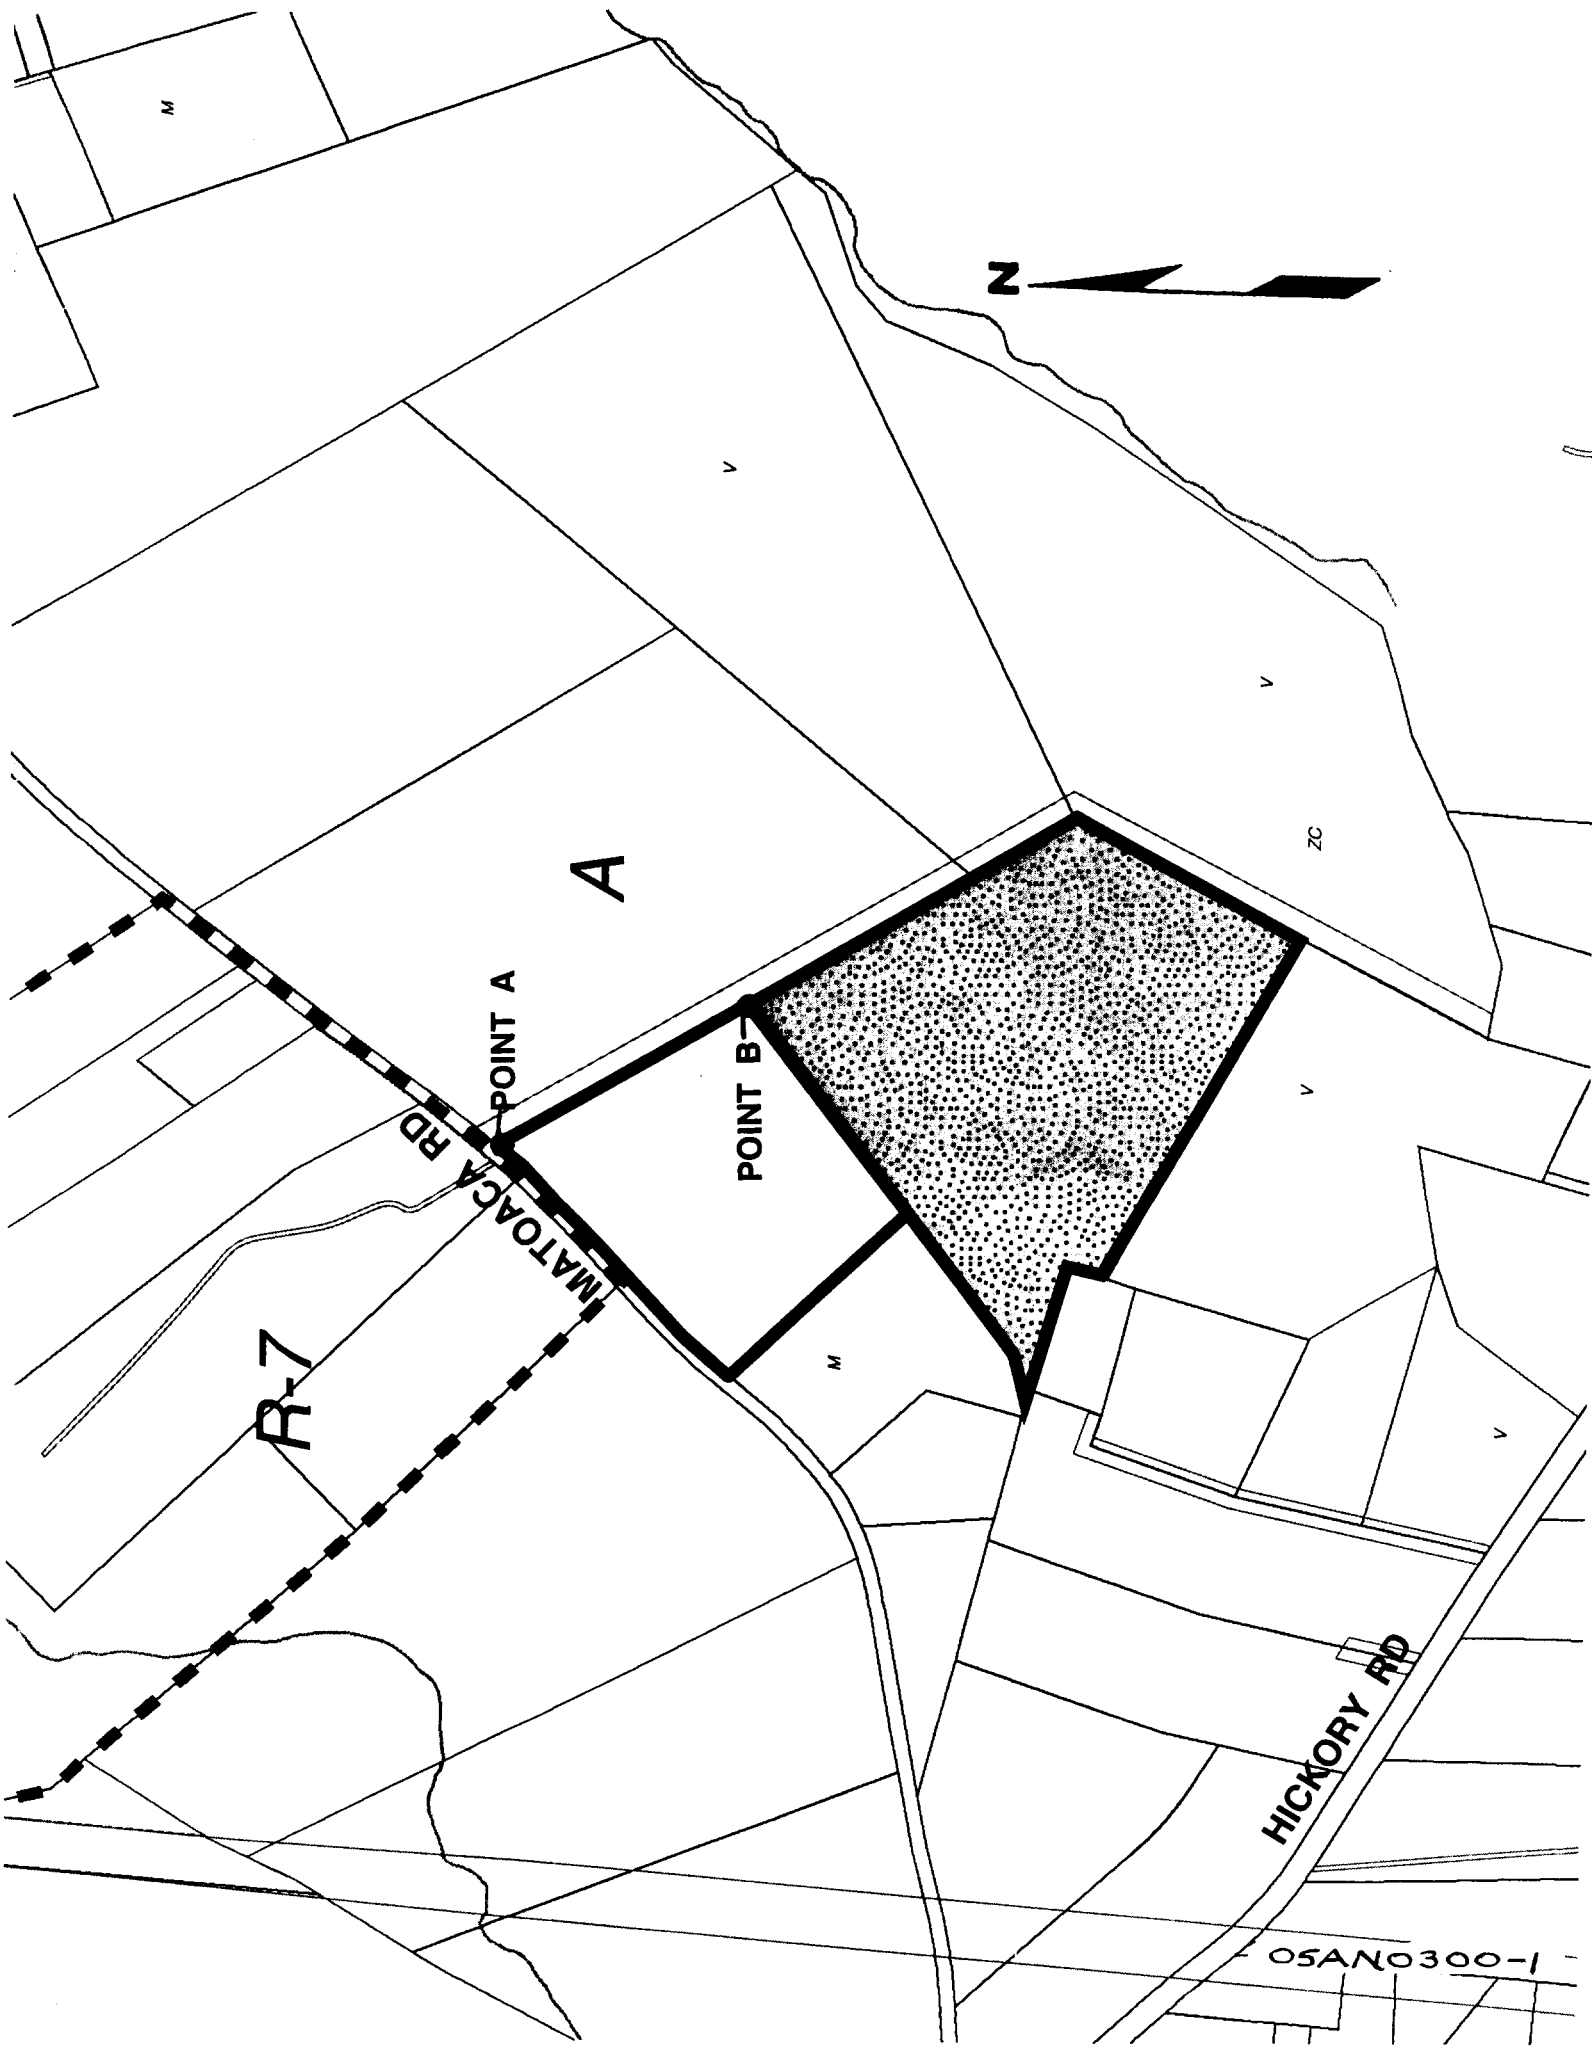 M
N
V
V
A
ZC
POINT A
POINT B
MATOACA RD
R-7
V
M
V
HICKORY RD
05AN0300-1